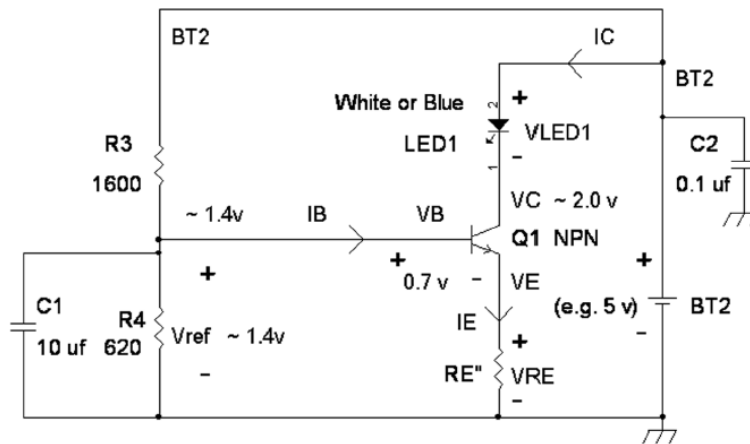 BT2
IC
BT2
White or Blue
2
+
R3
LED1
VLED1
C2
1600
1
-
0.1 uf
VC ~ 2.0 v
~ 1.4v
IB
VB
Q1 NPN
+
+
0.7 v
-
VE
+
C1
R4
(e.g. 5 v)
BT2
10 uf
620
Vref ~ 1.4v
IE
+
-
-
RE"
VRE
-